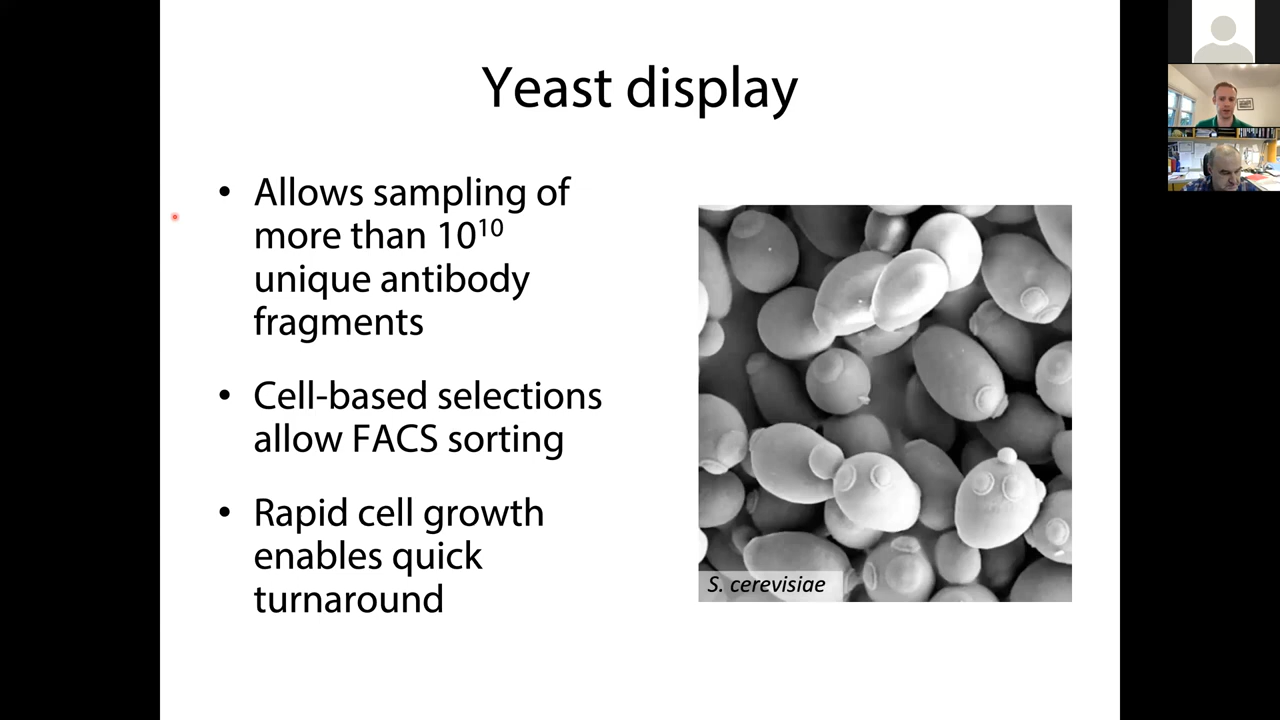 Yeast display
• Allows sampling of
more than 10¹⁰
unique antibody
fragments
• Cell-based selections
allow FACS sorting
• Rapid cell growth
enables quick
turnaround
S. cerevisiae